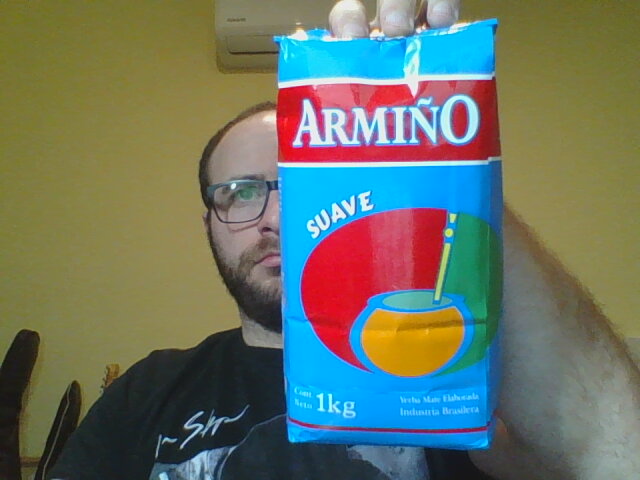 ARMIÑO
SUAVE
Cont.
Neto 1kg
Yerba Mate Elaborada
Industria Brasilera